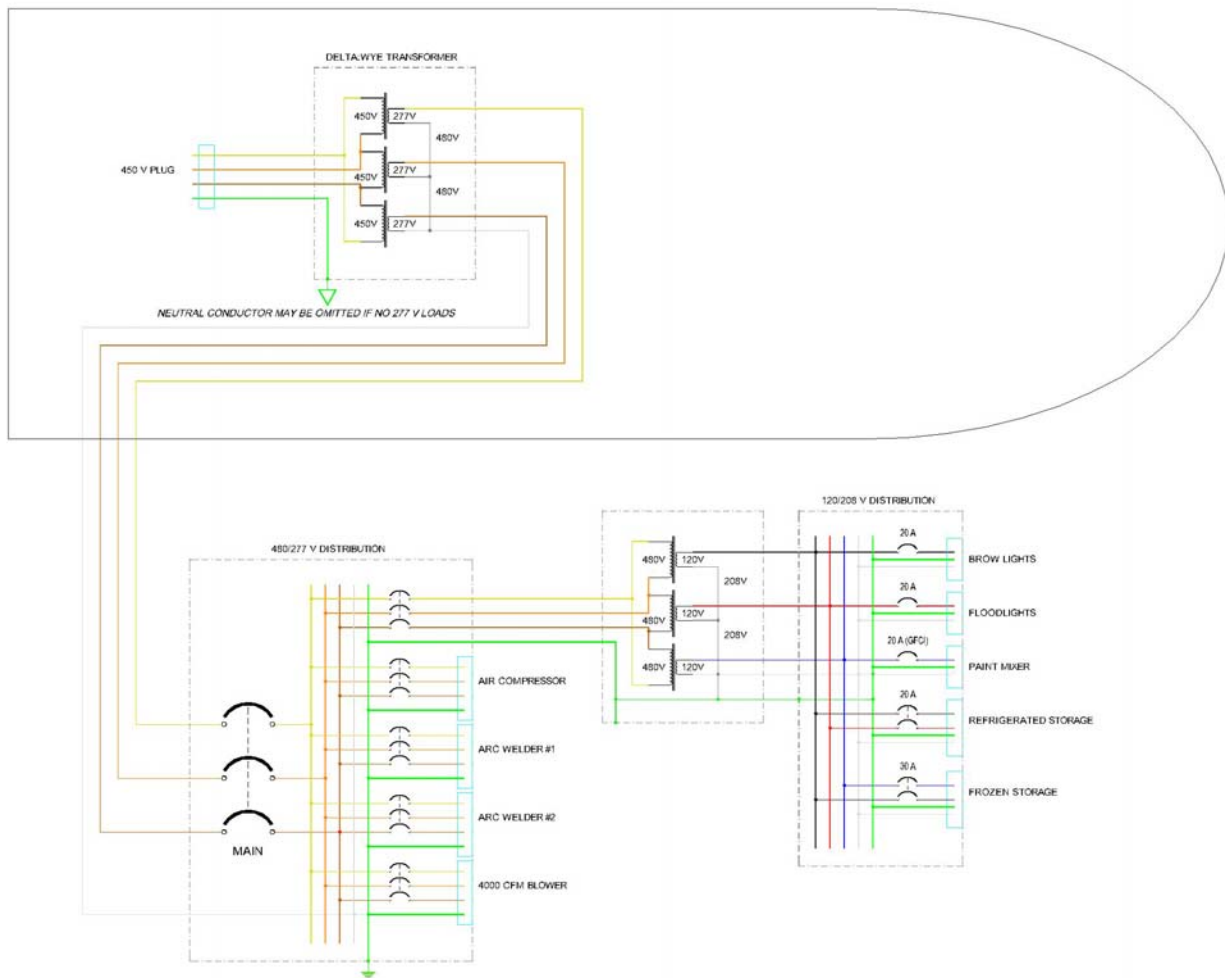 DELTA:WYE TRANSFORMER
450V
277V
480V
450 V PLUG
450V
277V
480V
450V
277V
NEUTRAL CONDUCTOR MAY BE OMITTED IF NO 277 V LOADS
480/277 V DISTRIBUTION
MAIN
AIR COMPRESSOR
ARC WELDER #1
ARC WELDER #2
4000 CFM BLOWER
480V
120V
208V
480V
120V
208V
480V
120V
120/208 V DISTRIBUTION
20 A
BROW LIGHTS
20 A
FLOODLIGHTS
20 A (GFCI)
PAINT MIXER
20 A
REFRIGERATED STORAGE
30 A
FROZEN STORAGE